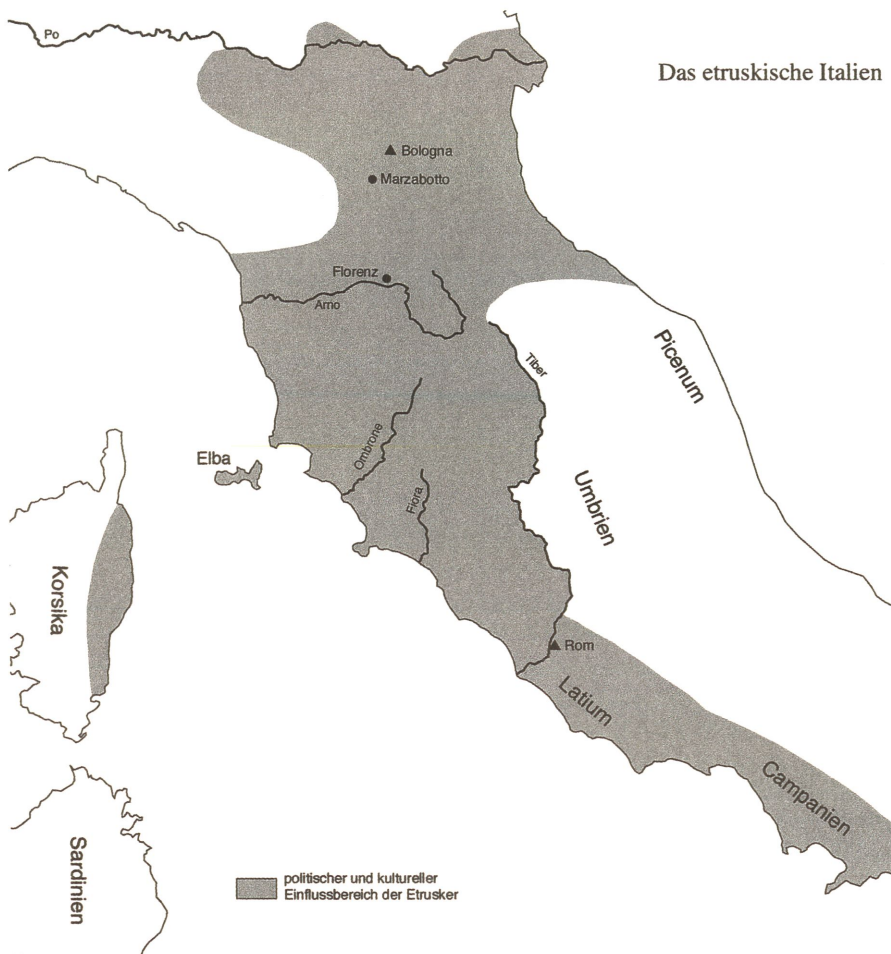 Po
Das etruskische Italien
Bologna
Marzabotto
Florenz
Arno
Tiber
Picenum
Ombrone
Elba
Fiora
Umbrien
Korsika
Rom
Latium
Campanien
Sardinien
politischer und kultureller
Einflussbereich der Etrusker